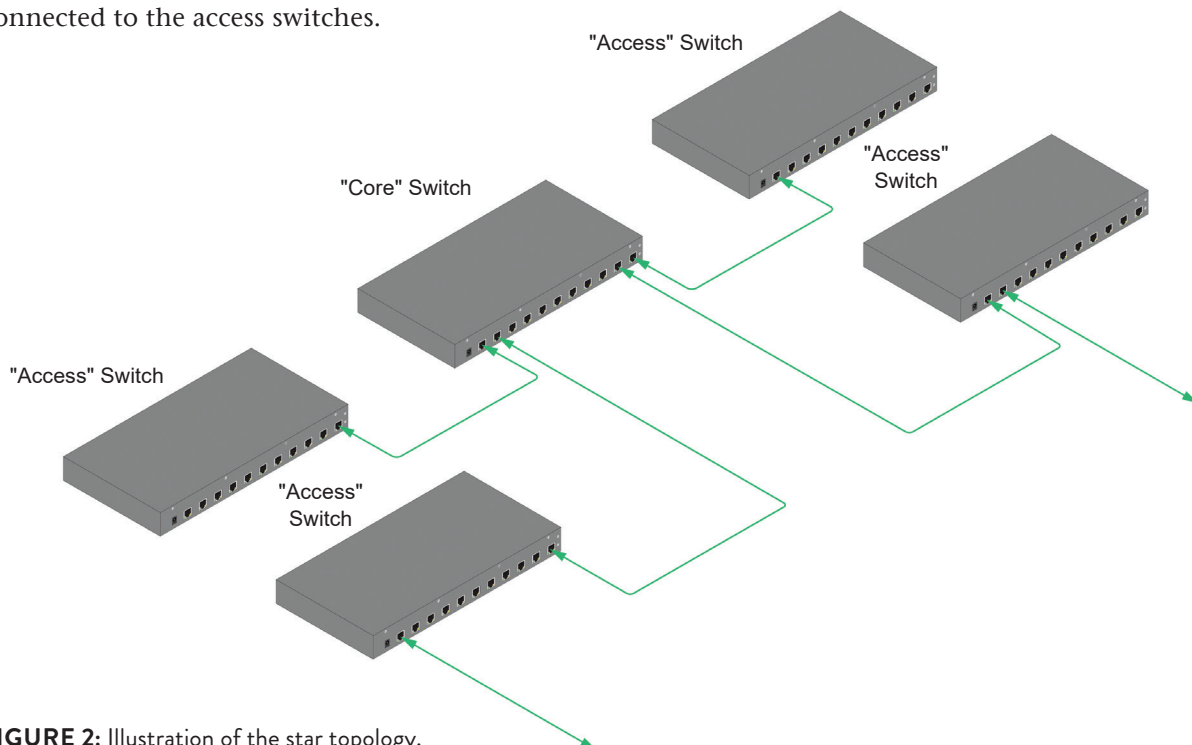 onnected to the access switches.
"Access" Switch
"Access"
Switch
"Core" Switch
"Access" Switch
"Access"
Switch
IGURE 2: Illustration of the star topology.